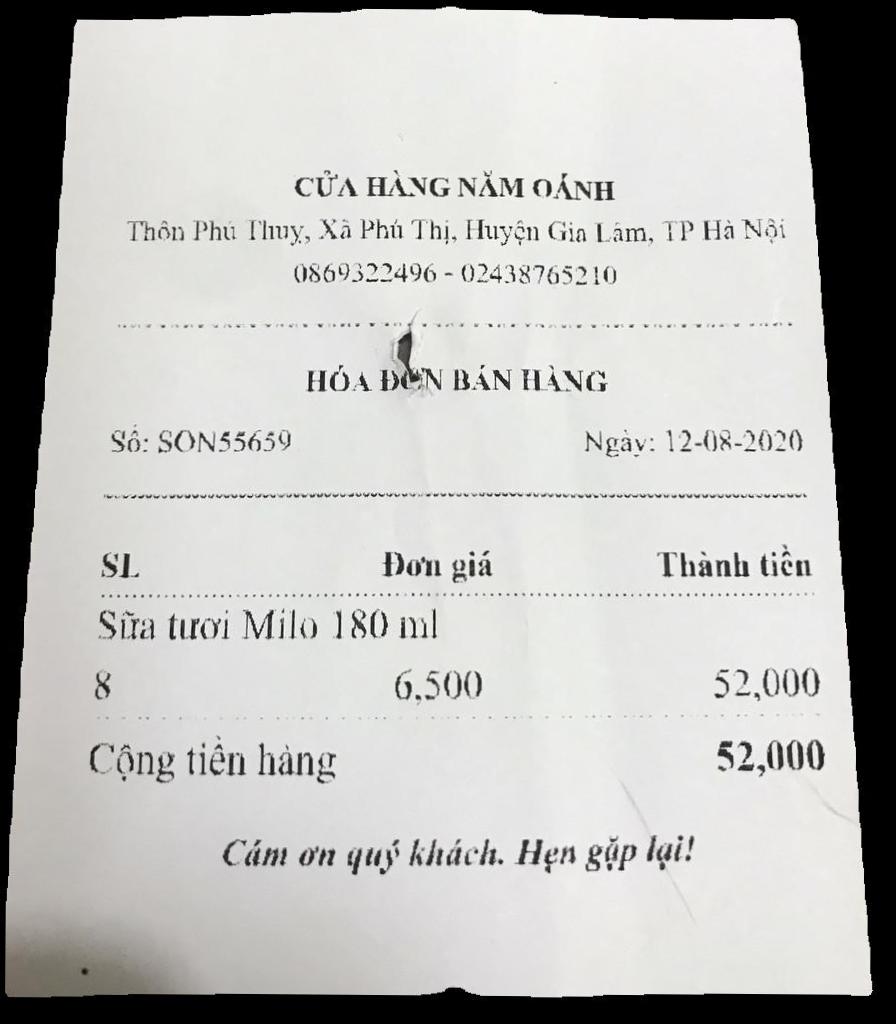 CỬA HÀNG NĂM OÁNH
Thôn Phú Thuỵ, Xã Phú Thị, Huyện Gia Lâm, TP Hà Nội
0869322496 - 02438765210
HÓA ĐƠN BÁN HÀNG
Số: SON55659 Ngày: 12-08-2020
SL Đơn giá Thành tiền
Sữa tươi Milo 180 ml
8 6,500 52,000
Cộng tiền hàng 52,000
Cám ơn quý khách. Hẹn gặp lại!